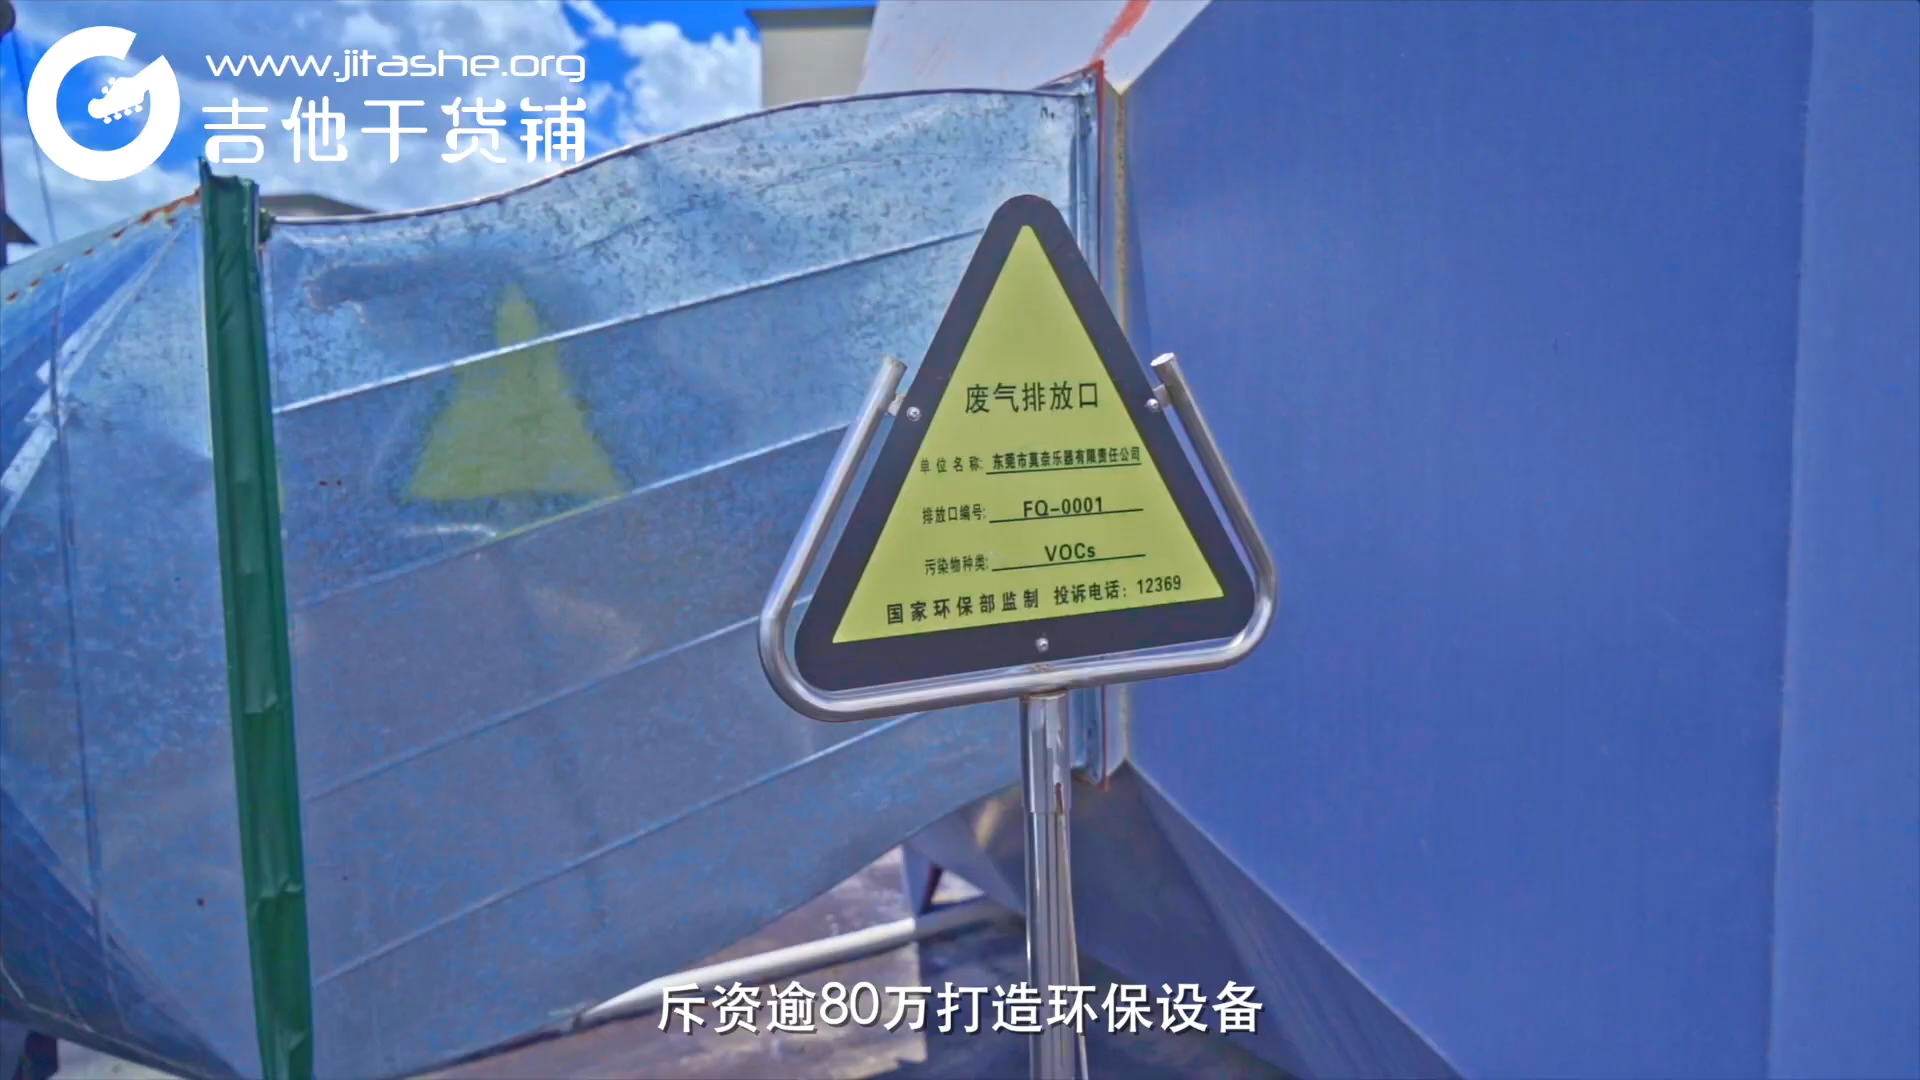 www.jitashe.org
吉他干货铺
废气排放口
单位名称: 东莞市莫奈乐器有限责任公司
排放口编号: FQ-0001
污染物种类: VOCs
国家环保部监制 投诉电话: 12369
斥资逾80万打造环保设备